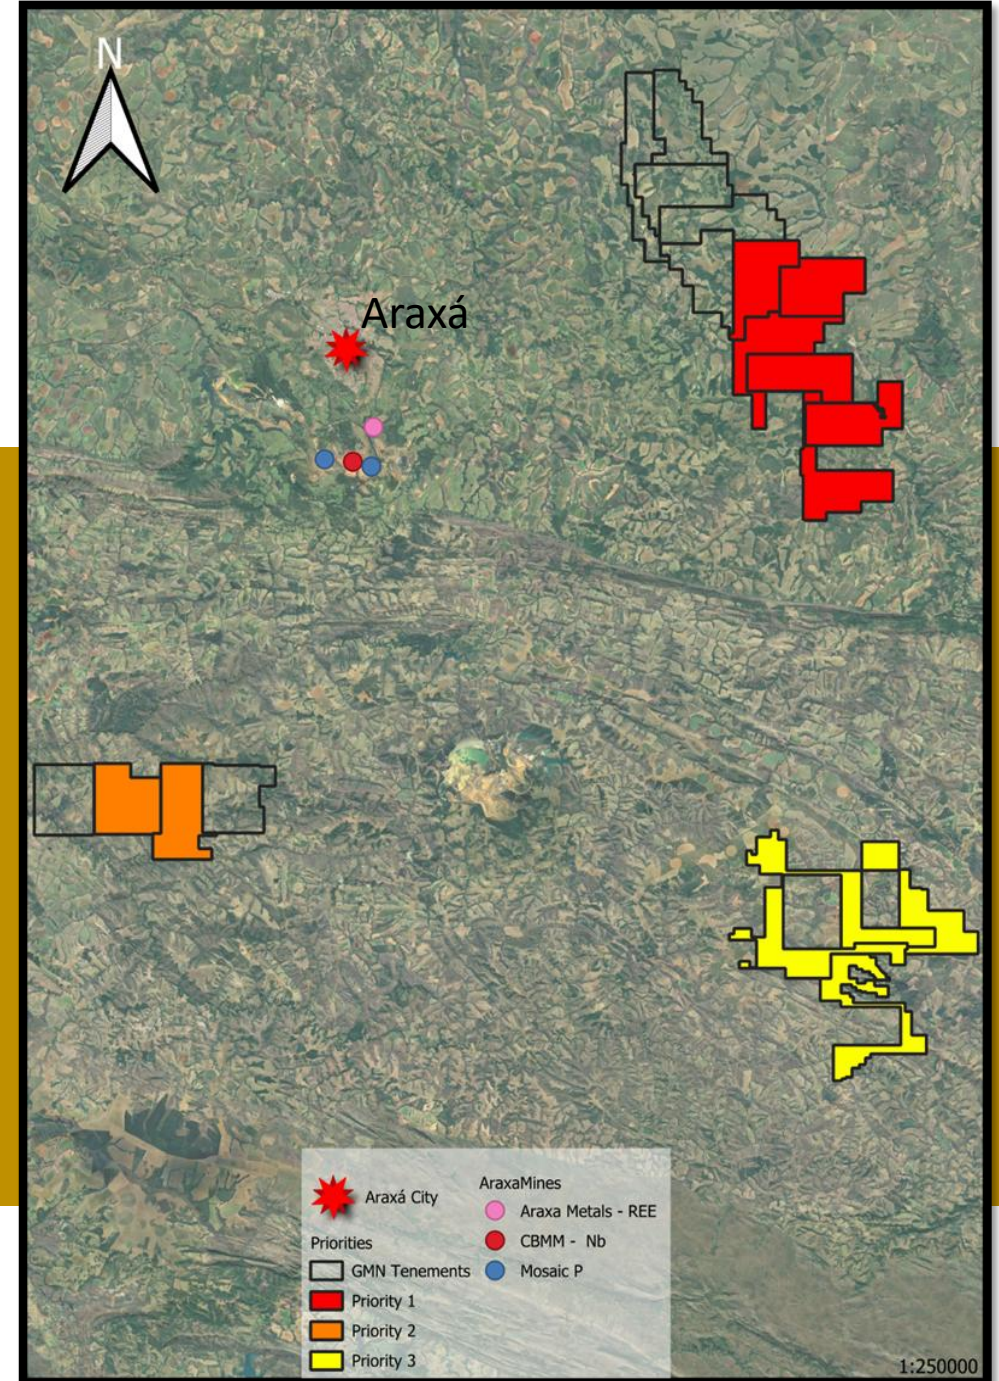 N
Araxá
Araxá City
Priorities
GMN Tenements
Priority 1
Priority 2
Priority 3
AraxaMines
Araxa Metals - REE
CBMM - Nb
Mosaic P
1:250000